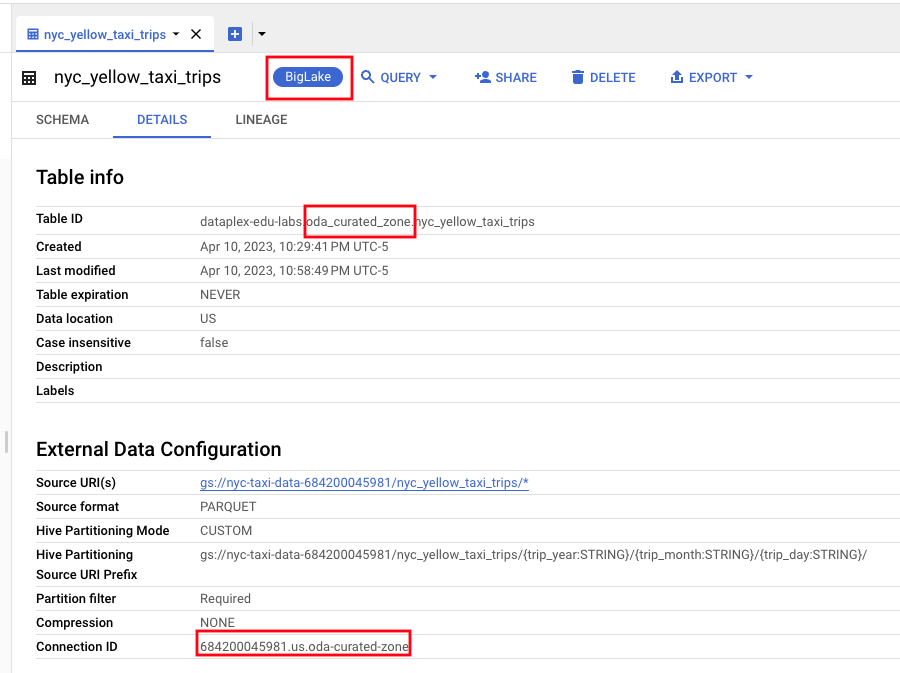 nyc_yellow_taxi_trips
nyc_yellow_taxi_trips BigLake QUERY SHARE DELETE EXPORT
SCHEMA DETAILS LINEAGE
Table info
Table ID dataplex-edu-labs.oda_curated_zone.nyc_yellow_taxi_trips
Created Apr 10, 2023, 10:29:41 PM UTC-5
Last modified Apr 10, 2023, 10:58:49 PM UTC-5
Table expiration NEVER
Data location US
Case insensitive false
Description
Labels
External Data Configuration
Source URI(s) gs://nyc-taxi-data-684200045981/nyc_yellow_taxi_trips/*
Source format PARQUET
Hive Partitioning Mode CUSTOM
Hive Partitioning gs://nyc-taxi-data-684200045981/nyc_yellow_taxi_trips/{trip_year:STRING}/{trip_month:STRING}/{trip_day:STRING}/
Source URI Prefix
Partition filter Required
Compression NONE
Connection ID 684200045981.us.oda-curated-zone